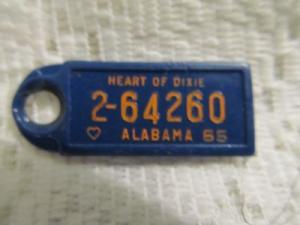 HEART OF DIXIE
2-64260
♡ ALABAMA 65